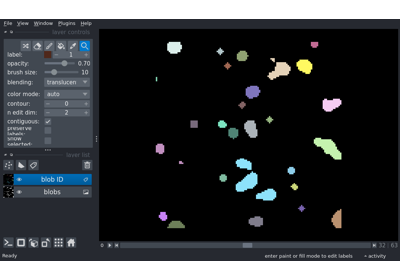 File View Window Plugins Help
layer controls
label: 1
opacity: 0.70
brush size: 10
blending: translucen
color mode: auto
contour: 0
n edit dim: 2
contiguous:
preserve labels:
show selected:
layer list
blob ID
blobs
0 32 63
enter paint or fill mode to edit labels activity
Ready